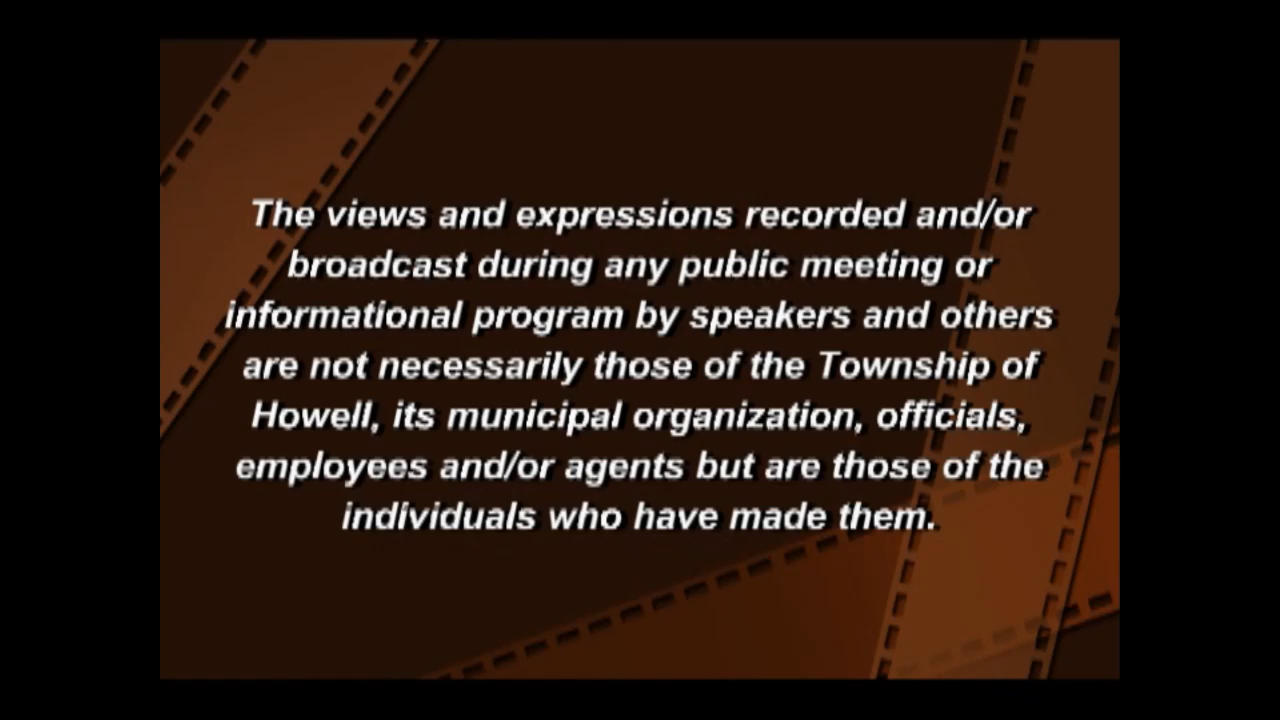 The views and expressions recorded and/or
broadcast during any public meeting or
informational program by speakers and others
are not necessarily those of the Township of
Howell, its municipal organization, officials,
employees and/or agents but are those of the
individuals who have made them.